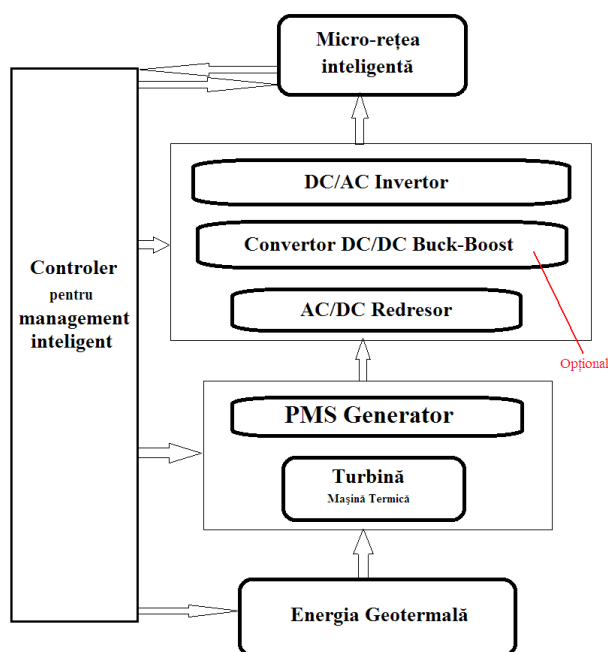 Micro-rețea
inteligentă
DC/AC Invertor
Convertor DC/DC Buck-Boost
AC/DC Redresor
Opțional
Controler
pentru
management
inteligent
PMS Generator
Turbină
Mașină Termică
Energia Geotermală